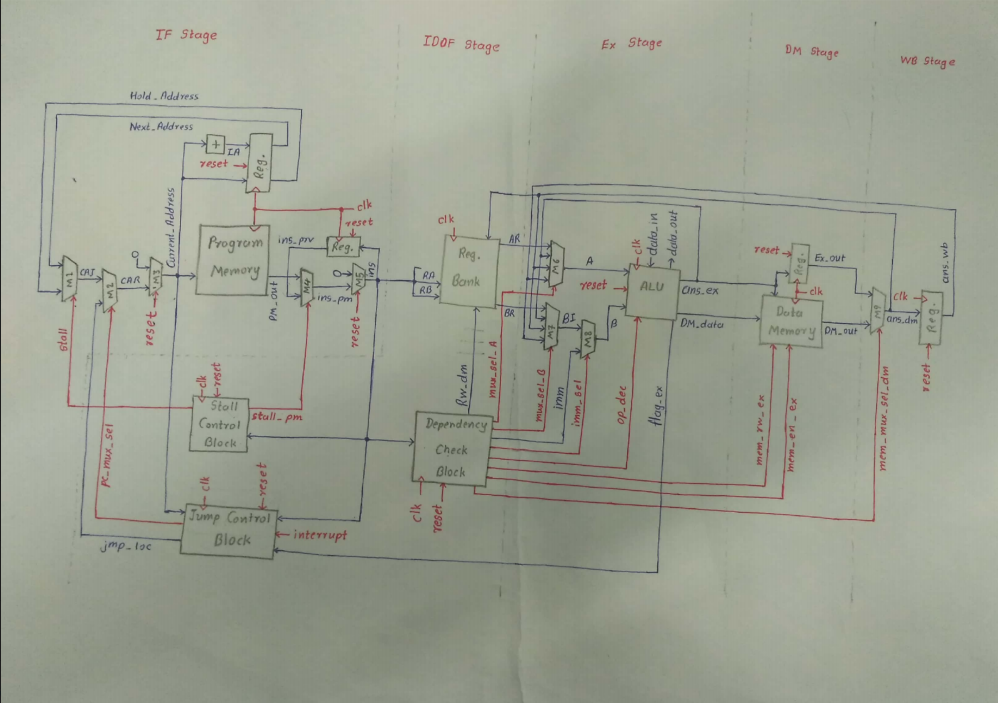 IF Stage
IDOF Stage
Ex Stage
DM Stage
WB Stage
Hold_Address
Next_Address
+
IA
Reg.
reset
clk
reset
Current_Address
Program
Memory
ins_prv
Reg.
PM_out
M4
ins_pm
0
M5
ins
reset
M1
CAJ
M2
CAR
0
M3
reset
stall
pc_mux_sel
clk
reset
Stall
Control
Block
stall_pm
clk
reset
Jump Control
Block
interrupt
jmp_loc
clk
Reg.
Bank
RA
RB
AR
BR
Rw_dm
mux_sel_A
Dependency
Check
Block
clk
reset
M6
A
M7
BI
M8
B
mux_sel_B
imm
imm_sel
op_dec
flag_ex
clk
reset
data_in
data_out
ALU
ans_ex
DM_data
reset
Reg.
Ex_out
clk
Data
Memory
DM_out
mem_rw_ex
mem_en_ex
mem_mux_sel_dm
M9
ans_dm
clk
Reg.
reset
ans_wb